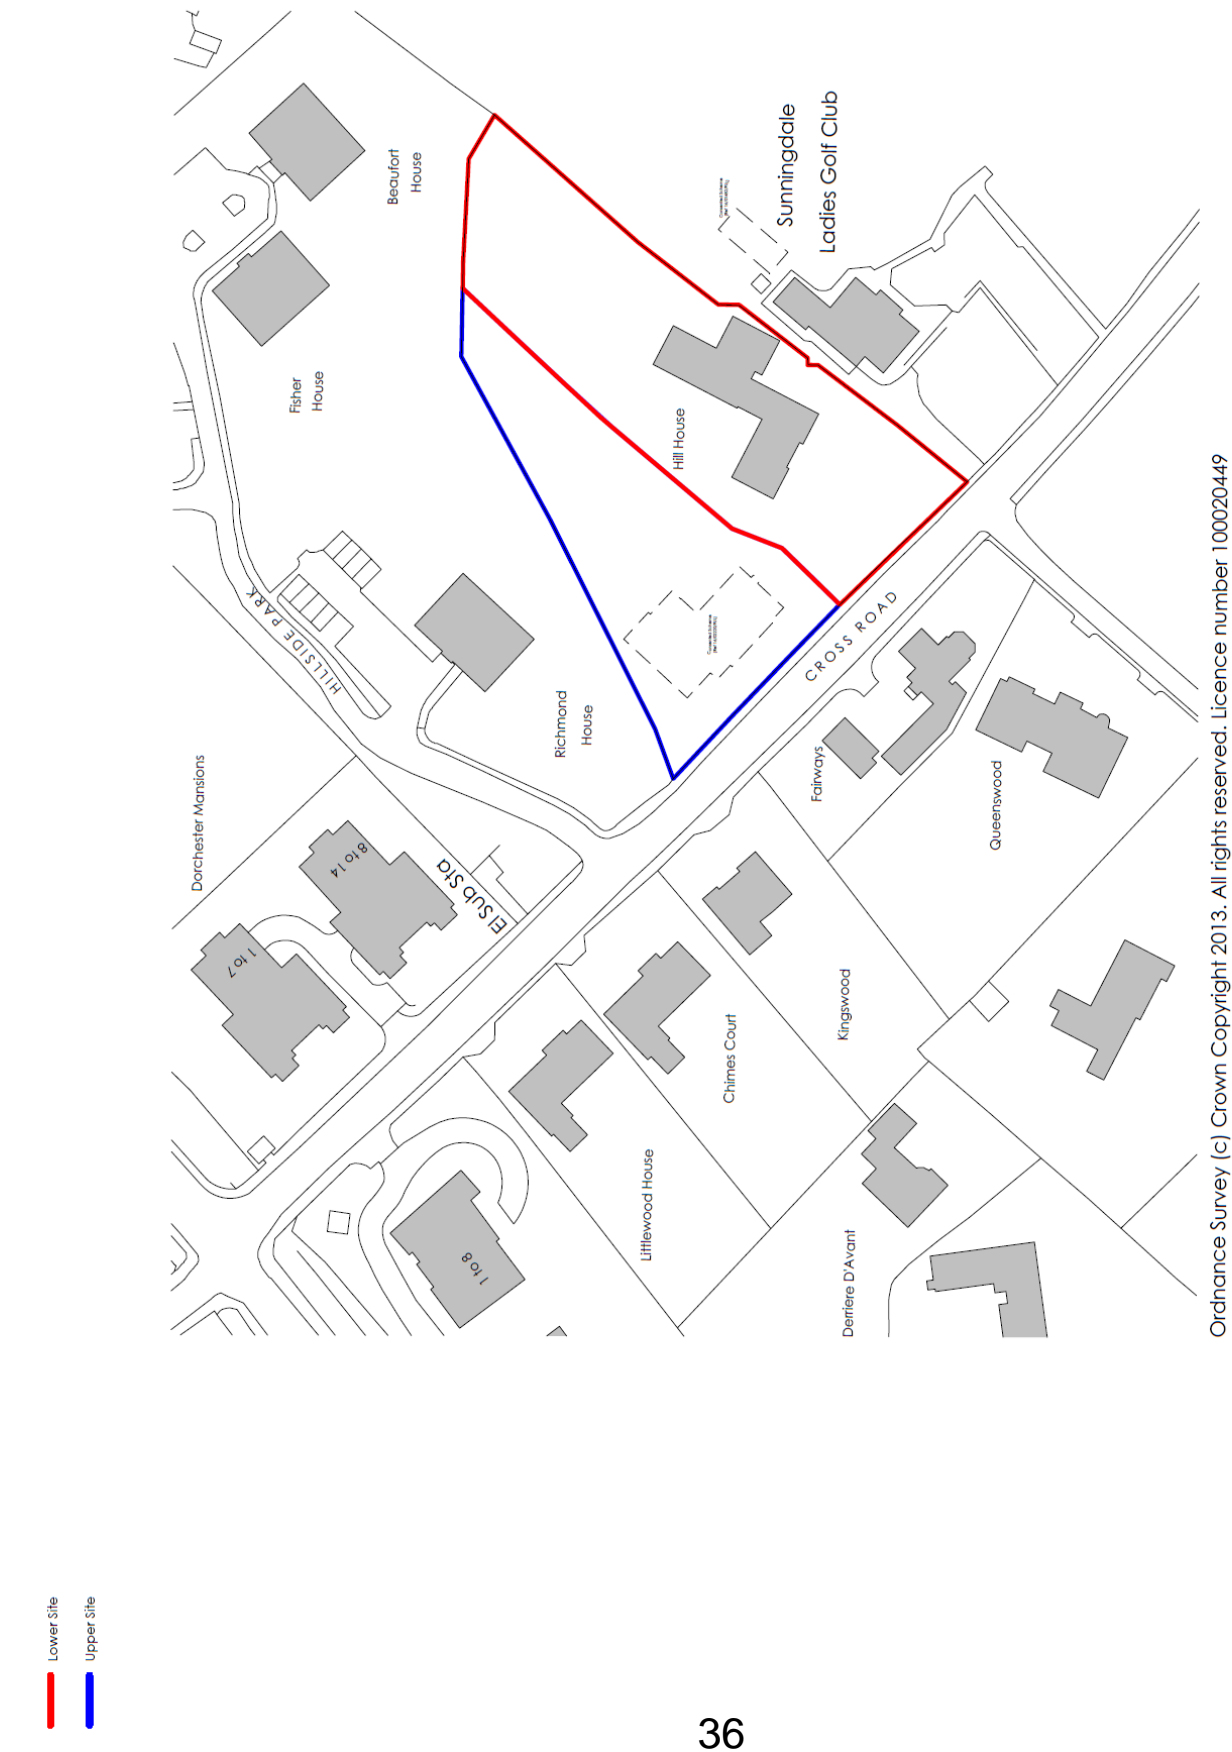 Lower Site
Upper Site
Dorchester Mansions
1 to 7
8 to 14
El Sub Sta
HILLSIDE PARK
Fisher
House
Beaufort
House
Richmond
House
Hill House
Sunningdale
Ladies Golf Club
CROSS ROAD
Fairways
Queenswood
Kingswood
Chimes Court
Littlewood House
1 to 8
Derriere D'Avant
Ordnance Survey (c) Crown Copyright 2013. All rights reserved. Licence number 100020449
36